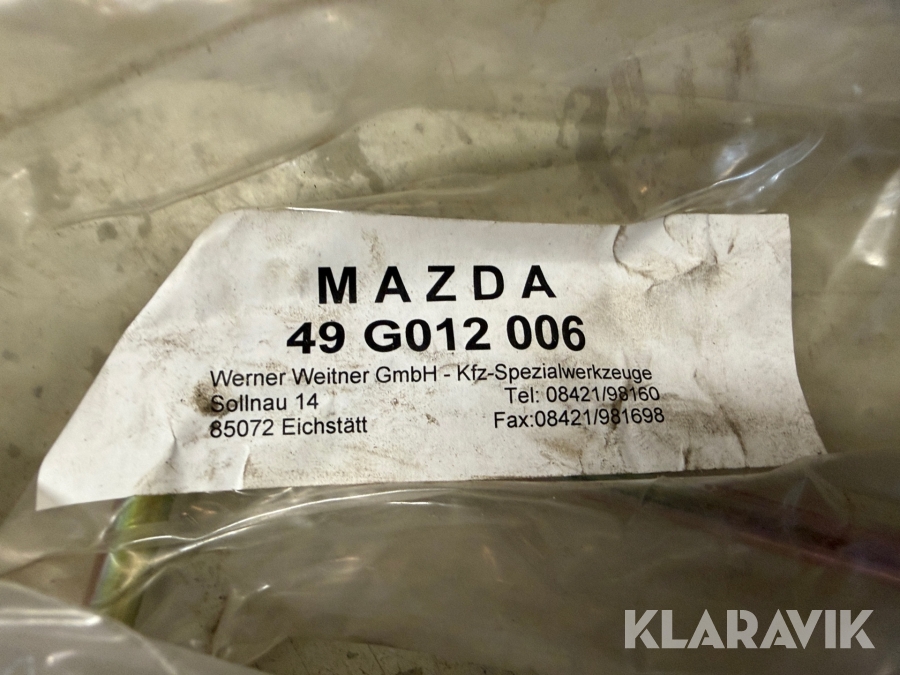 MAZDA
49 G012 006
Werner Weitner GmbH - Kfz-Spezialwerkzeuge
Sollnau 14 Tel: 08421/98160
85072 Eichstätt Fax:08421/981698
KLARAVIK